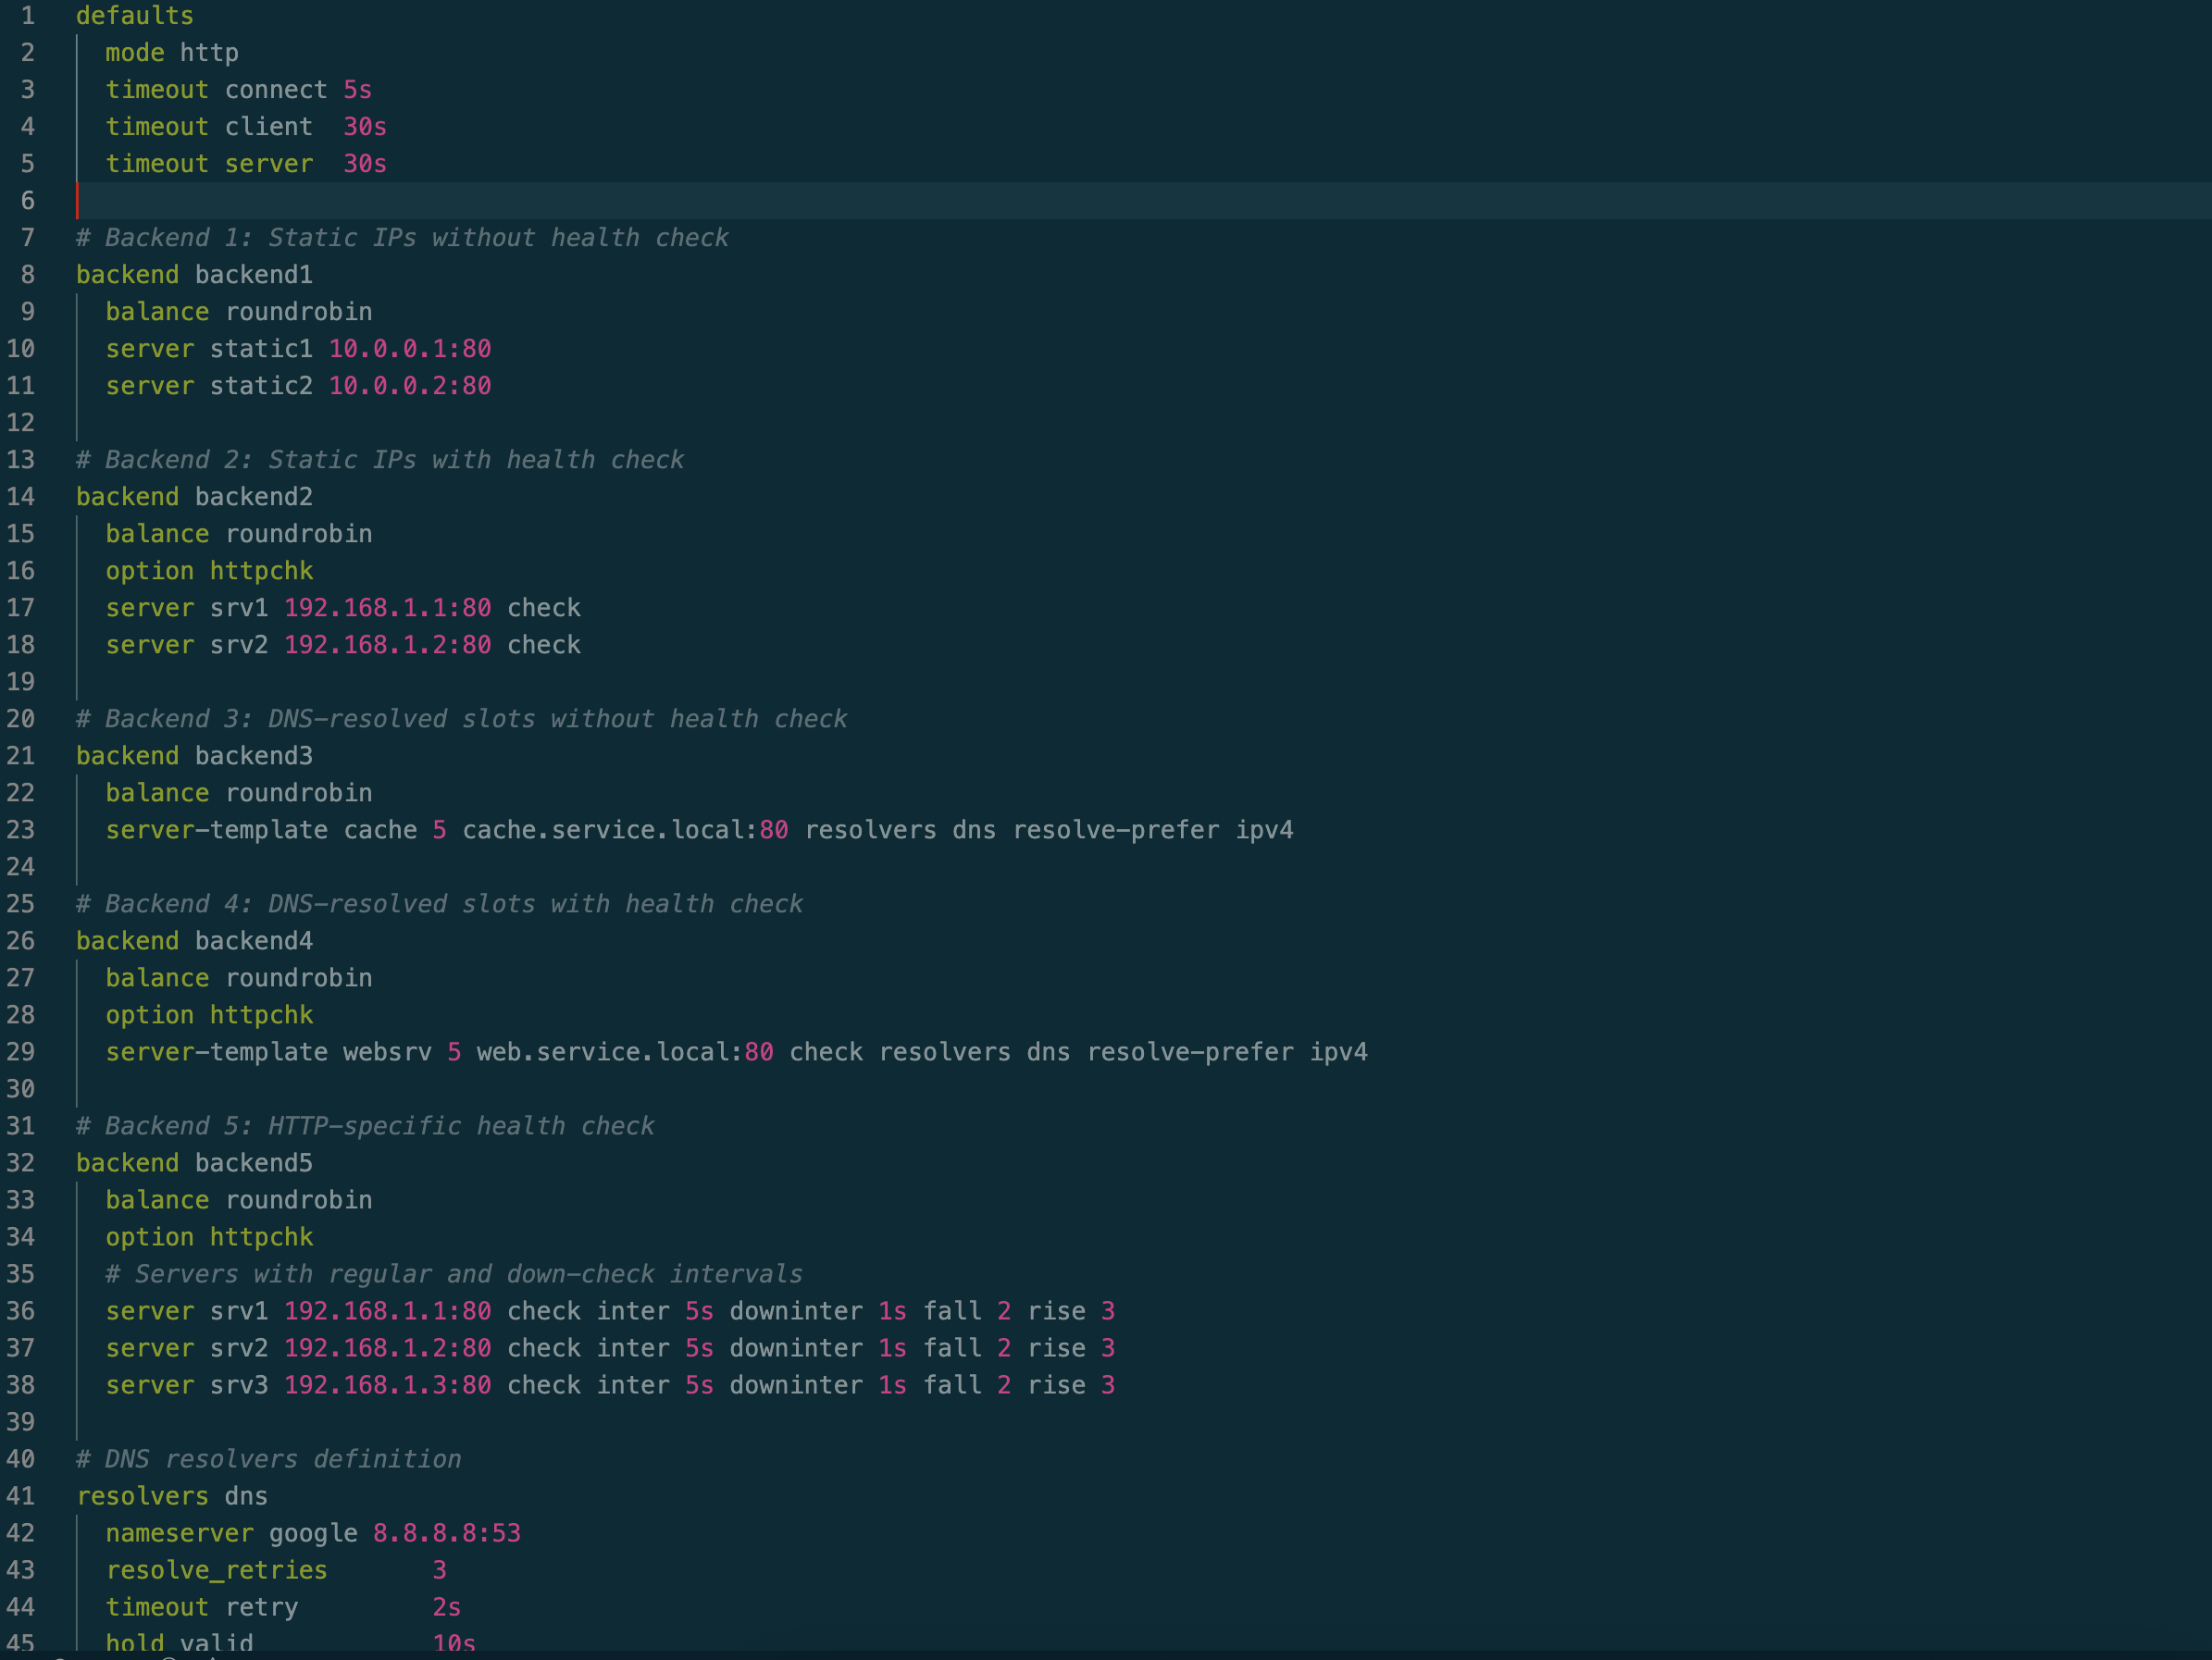 1 defaults
2   mode http
3   timeout connect 5s
4   timeout client  30s
5   timeout server  30s
6
7 # Backend 1: Static IPs without health check
8 backend backend1
9   balance roundrobin
10   server static1 10.0.0.1:80
11   server static2 10.0.0.2:80
12
13 # Backend 2: Static IPs with health check
14 backend backend2
15   balance roundrobin
16   option httpchk
17   server srv1 192.168.1.1:80 check
18   server srv2 192.168.1.2:80 check
19
20 # Backend 3: DNS-resolved slots without health check
21 backend backend3
22   balance roundrobin
23   server-template cache 5 cache.service.local:80 resolvers dns resolve-prefer ipv4
24
25 # Backend 4: DNS-resolved slots with health check
26 backend backend4
27   balance roundrobin
28   option httpchk
29   server-template websrv 5 web.service.local:80 check resolvers dns resolve-prefer ipv4
30
31 # Backend 5: HTTP-specific health check
32 backend backend5
33   balance roundrobin
34   option httpchk
35   # Servers with regular and down-check intervals
36   server srv1 192.168.1.1:80 check inter 5s downinter 1s fall 2 rise 3
37   server srv2 192.168.1.2:80 check inter 5s downinter 1s fall 2 rise 3
38   server srv3 192.168.1.3:80 check inter 5s downinter 1s fall 2 rise 3
39
40 # DNS resolvers definition
41 resolvers dns
42   nameserver google 8.8.8.8:53
43   resolve_retries       3
44   timeout retry         2s
45   hold valid            10s